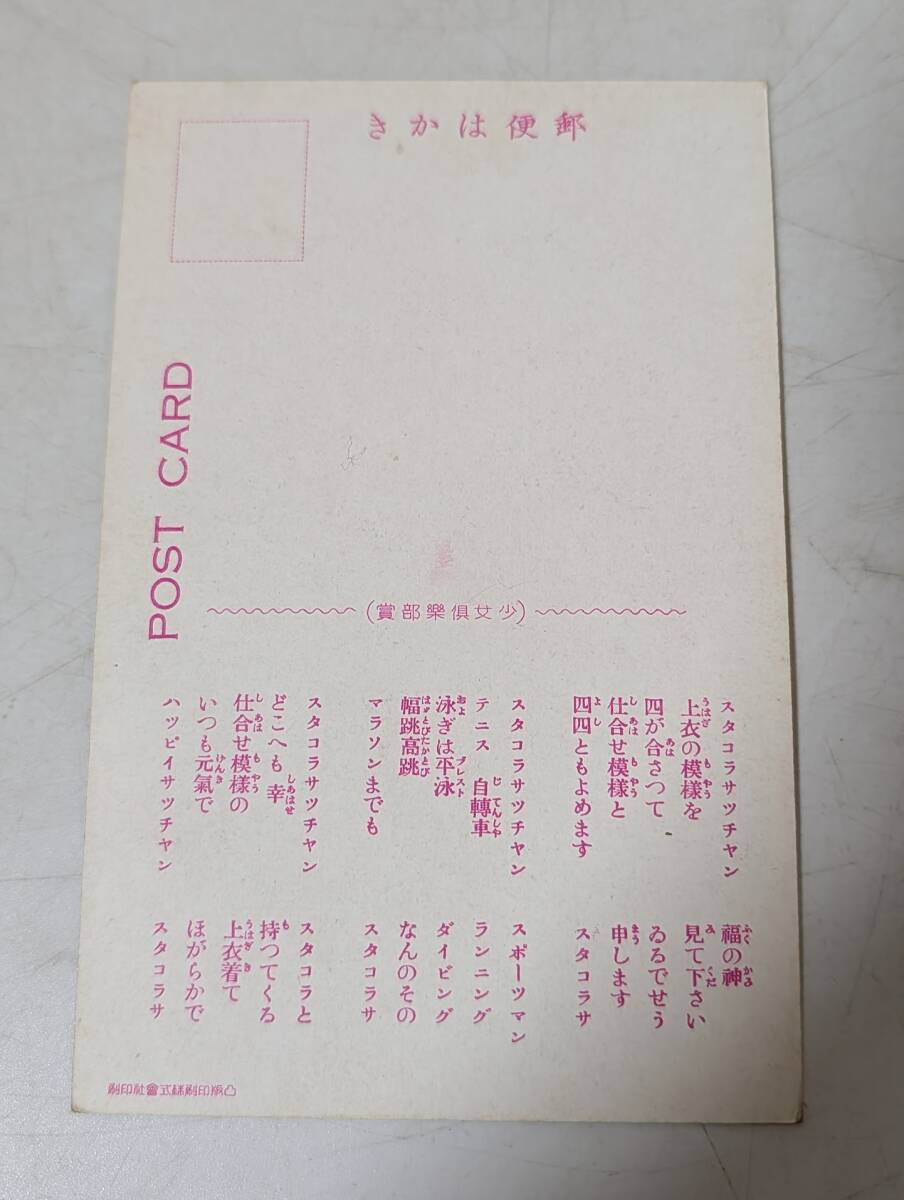 郵便はかき
POST CARD
(少女俱樂部賞)
スタコラサツチヤン 福の神
上衣の模樣を 見て下さい
四が合さつて ゐるでせう
仕合せ模樣と 申します
四四ともよめます スタコラサ
スタコラサツチヤン スポーツマン
テニス 自轉車 ランニング
泳ぎは平泳 ダイビング
幅跳高跳 なんのその
マラソンまでも スタコラサ
スタコラサツチヤン スタコラと
どこへも 幸 持つてくる
仕合せ模樣の 上衣着て
いつも元氣で ほがらかで
ハツピイサツチヤン スタコラサ
凸版印刷株式會社印刷